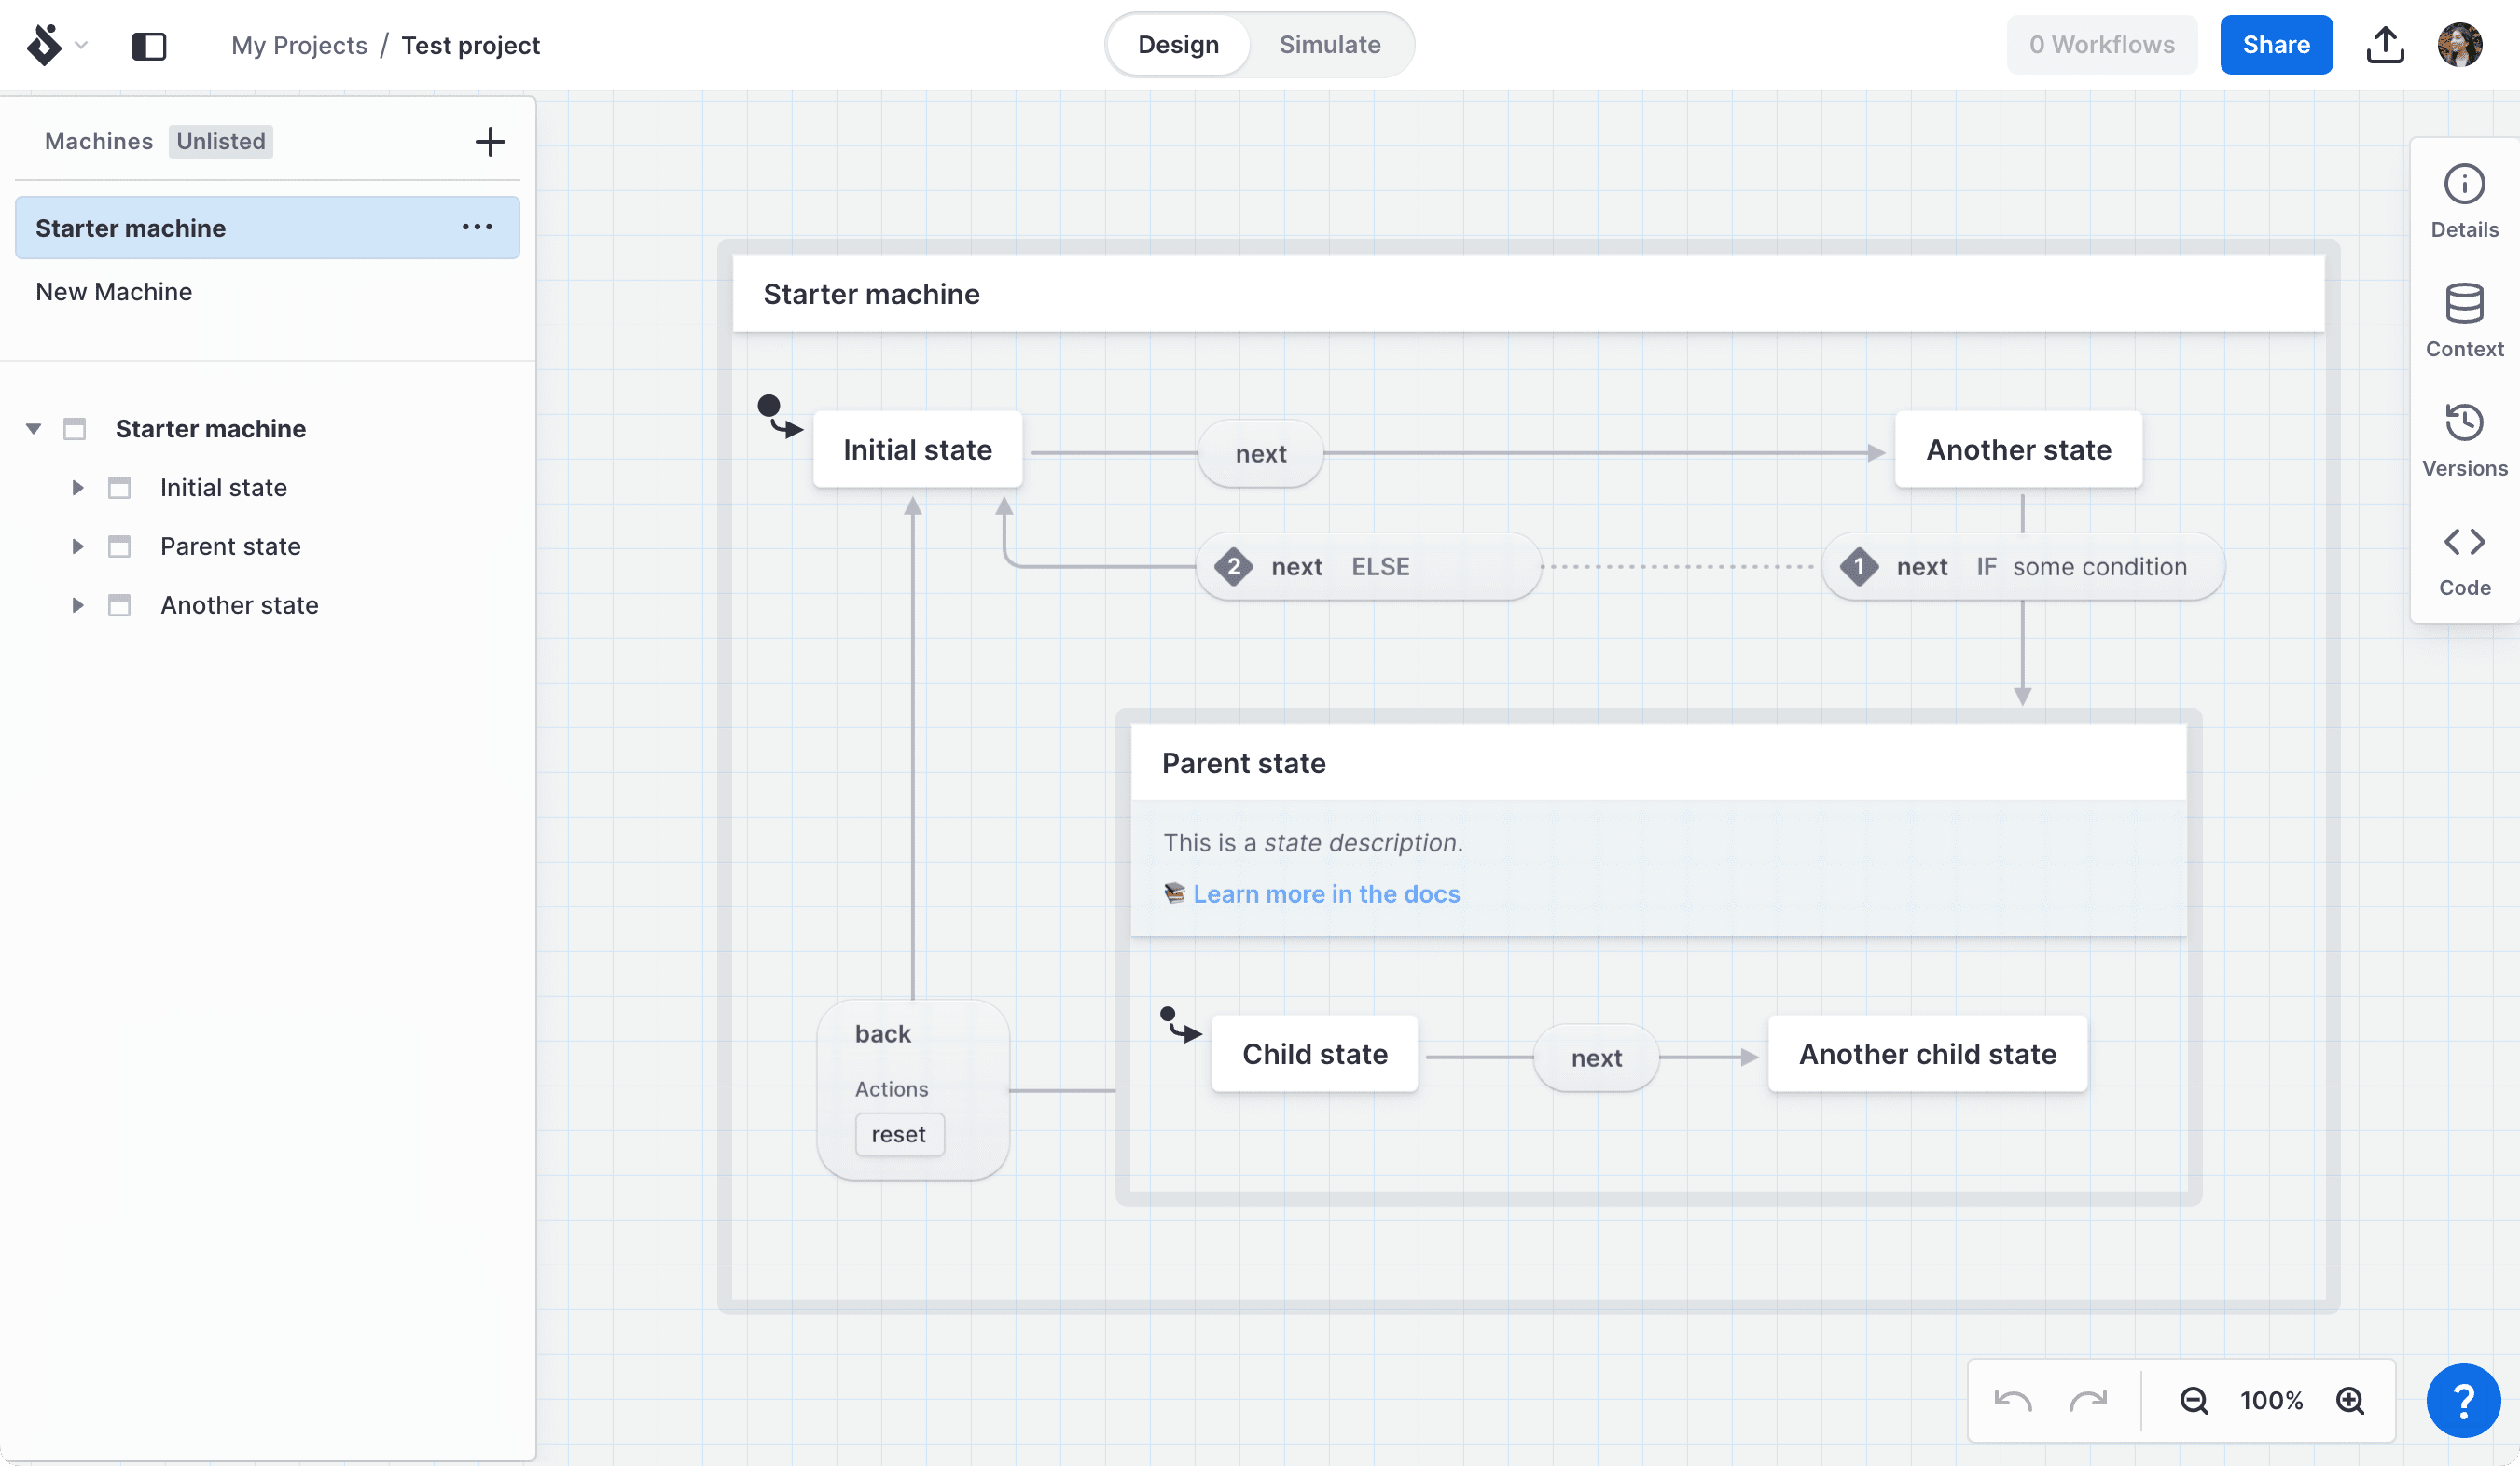 My Projects / Test project
Design Simulate
0 Workflows Share
Machines Unlisted
Starter machine
New Machine
Starter machine
Initial state
Parent state
Another state
Starter machine
Initial state next Another state
2 next ELSE 1 next IF some condition
Parent state
This is a state description.
📚 Learn more in the docs
back
Actions
reset
Child state next Another child state
Details
Context
Versions
Code
100% ?